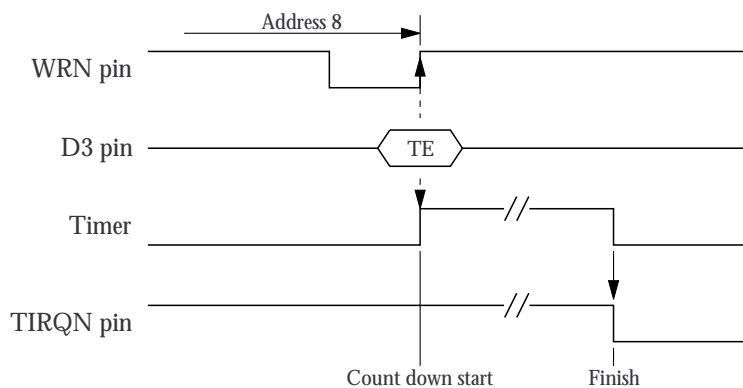 Address 8
WRN pin
D3 pin
TE
Timer
TIRQN pin
Count down start
Finish